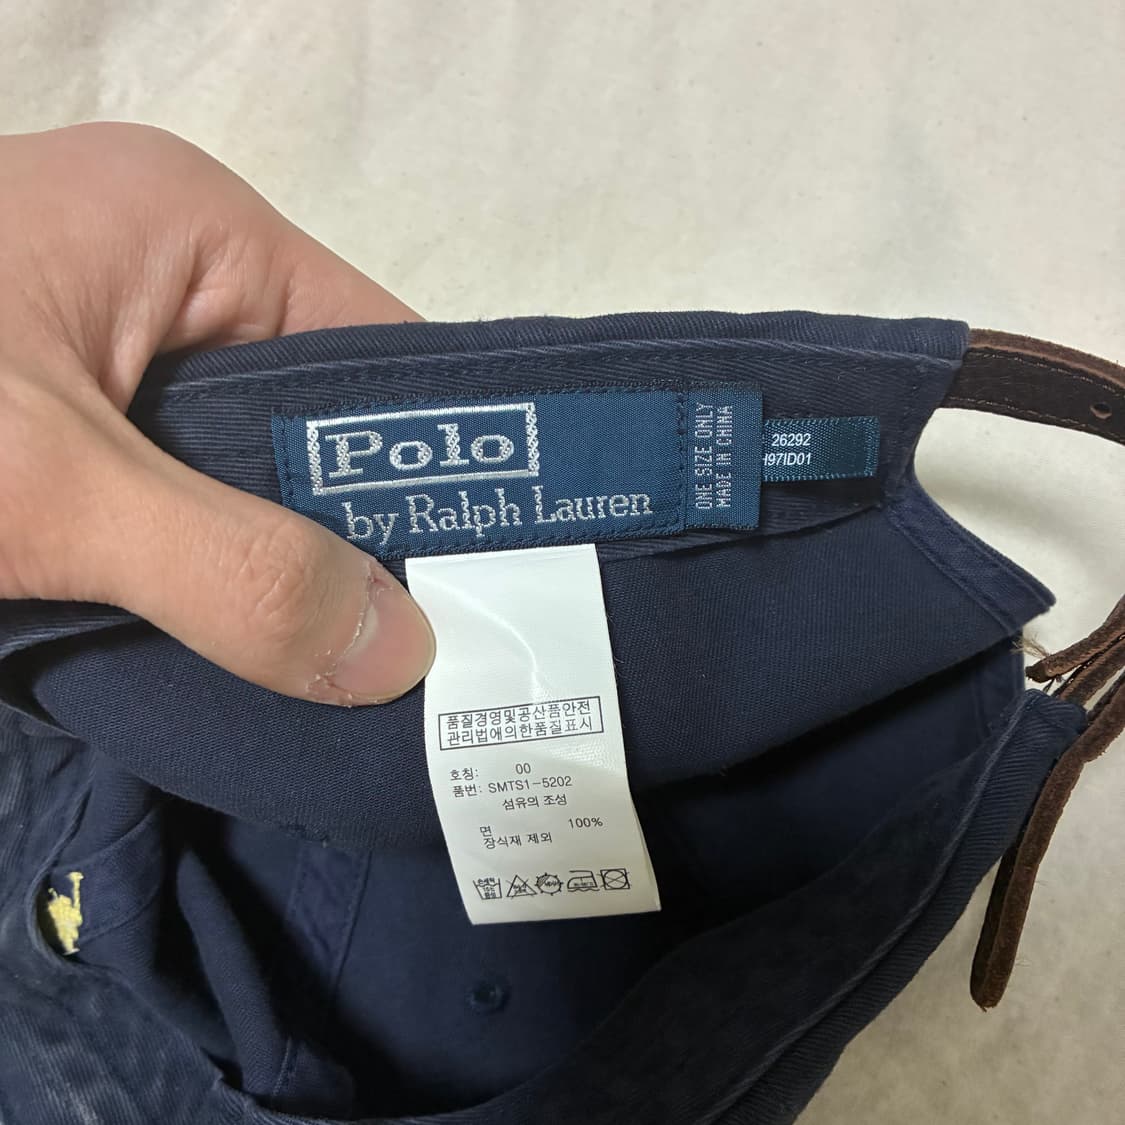 Polo
by Ralph Lauren
ONE SIZE ONLY
MADE IN CHINA
26292
H97ID01
품질경영및공산품안전
관리법에의한품질표시
호칭: 00
품번: SMTS1-5202
섬유의 조성
면 100%
장식재 제외